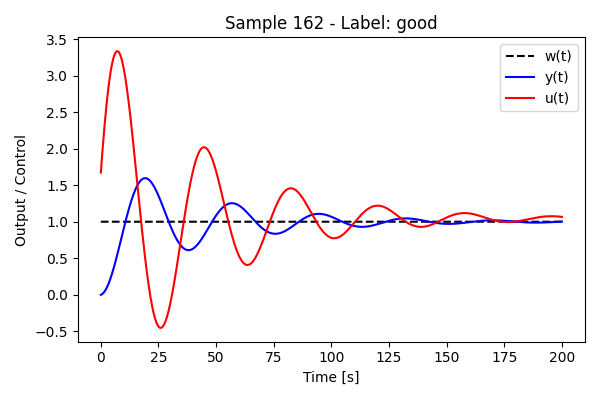 Sample 162 - Label: good
Output / Control
3.5
3.0
2.5
2.0
1.5
1.0
0.5
0.0
−0.5
w(t)
y(t)
u(t)
0 25 50 75 100 125 150 175 200
Time [s]